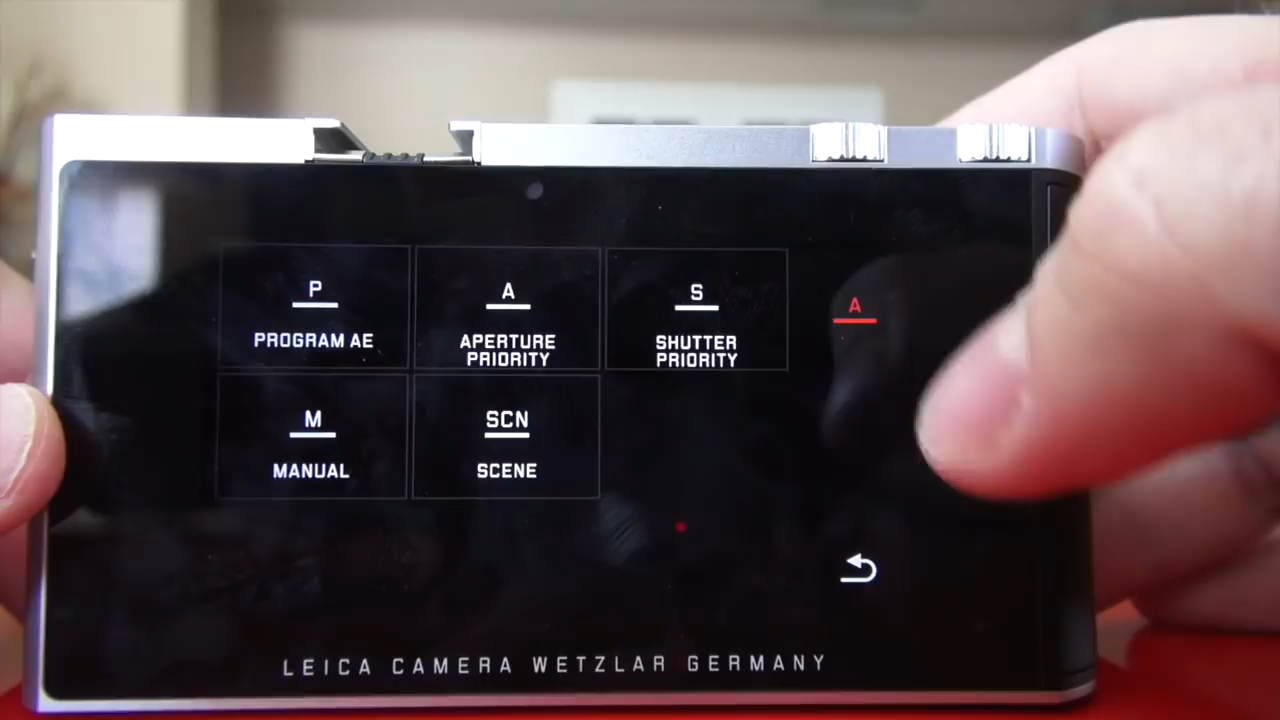 P
PROGRAM AE
A
APERTURE
PRIORITY
S
SHUTTER
PRIORITY
A
M
MANUAL
SCN
SCENE
LEICA CAMERA WETZLAR GERMANY